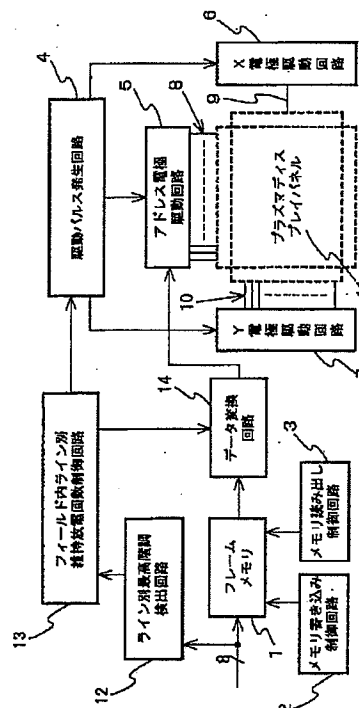 4
駆動パルス発生回路
6
X電極駆動回路
5
アドレス電極
駆動回路
8
9
プラズマディス
プレイパネル
10
Y電極駆動回路
13
フィールド内ライン別
維持放電回数制御回路
14
データ変換
回路
12
ライン別最高階調
検出回路
8
1
フレーム
メモリ
3
メモリ読み出し
制御回路
メモリ書き込み
制御回路